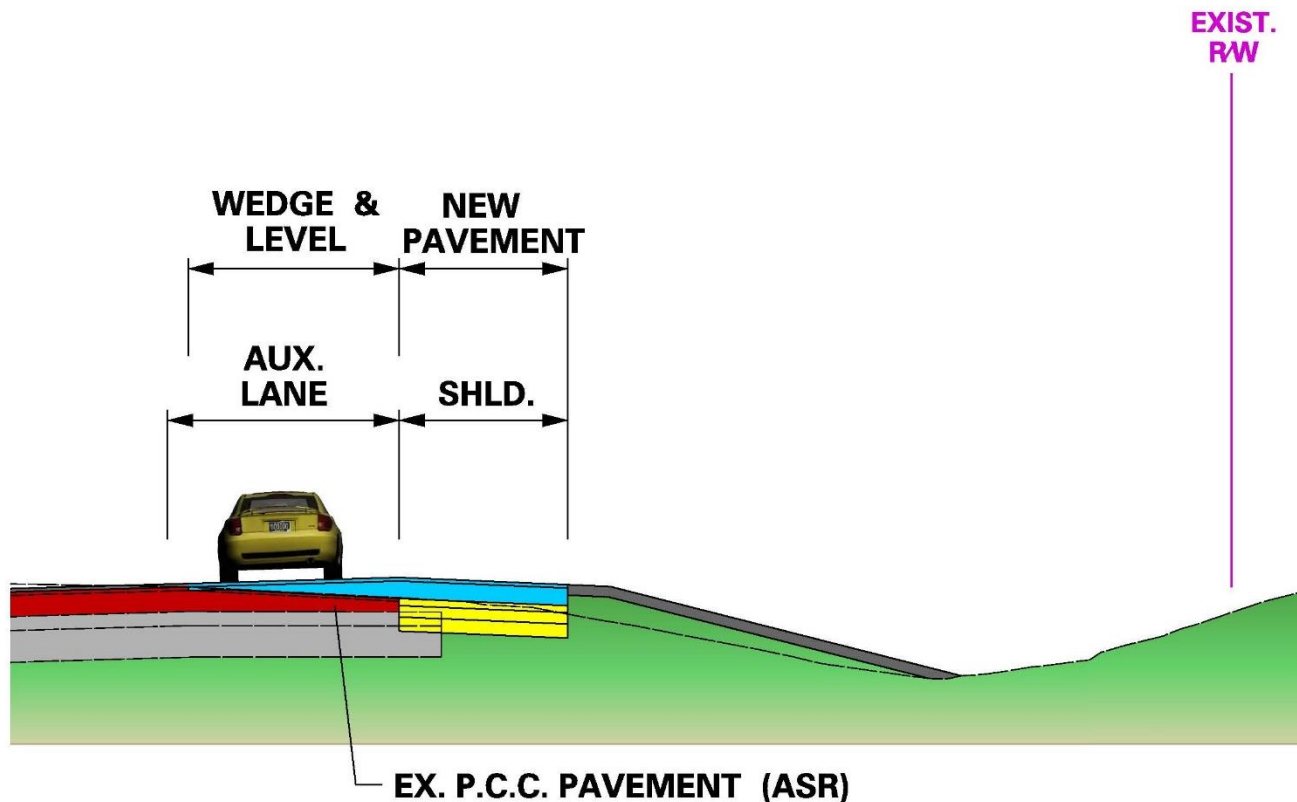 EXIST.
R/W
WEDGE & LEVEL
NEW PAVEMENT
AUX. LANE
SHLD.
EX. P.C.C. PAVEMENT (ASR)